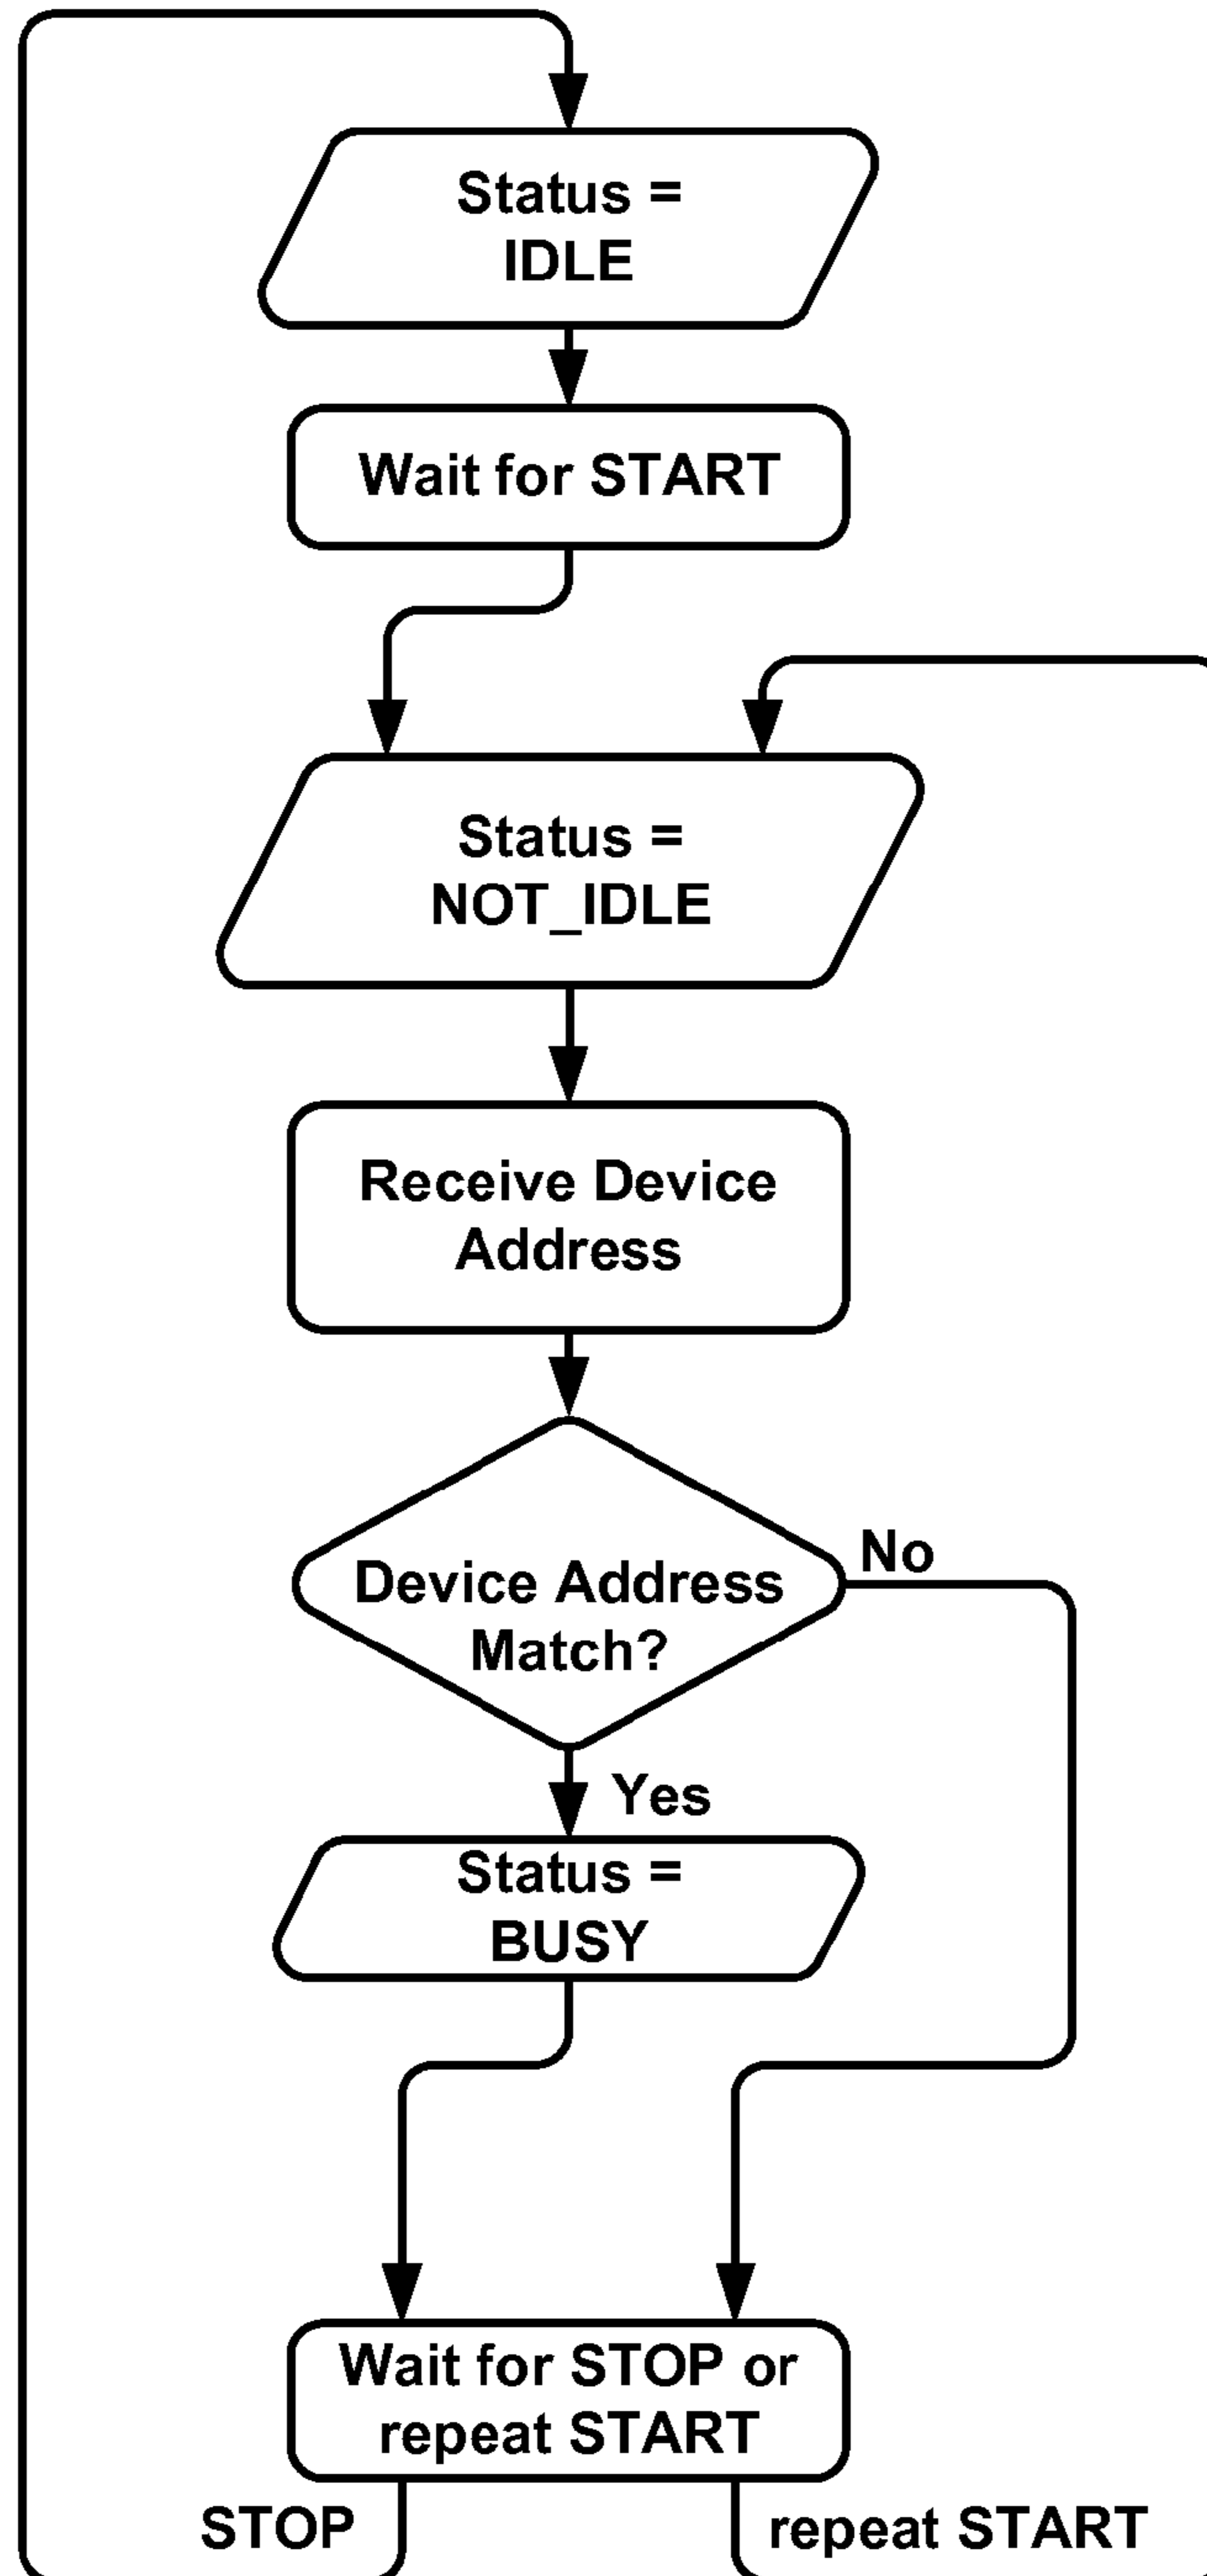 Status =
IDLE
Wait for START
Status =
NOT_IDLE
Receive Device
Address
Device Address
Match?
No
Yes
Status =
BUSY
Wait for STOP or
repeat START
STOP
repeat START